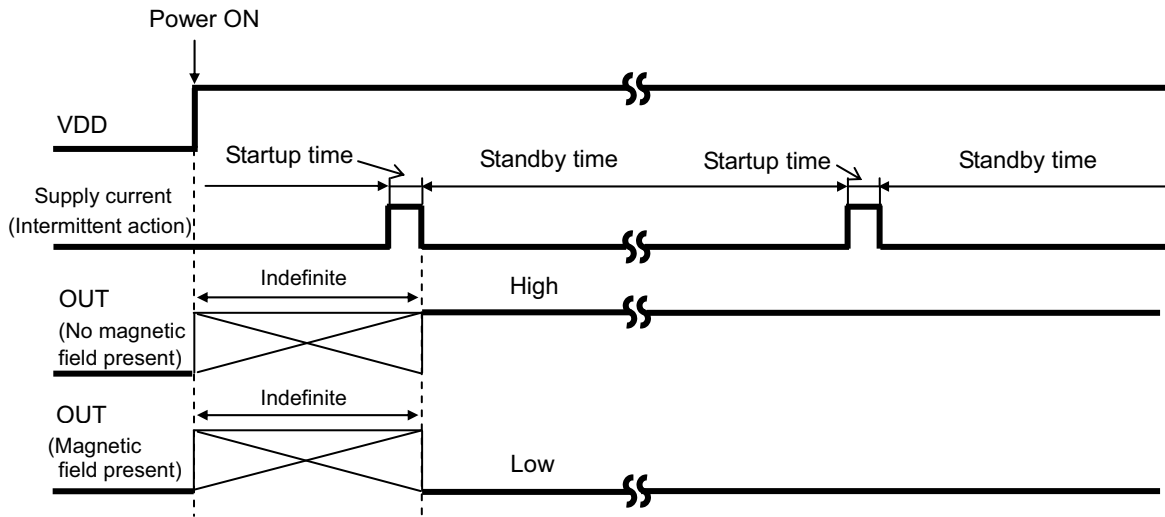 Power ON
VDD
Startup time
Standby time
Startup time
Standby time
Supply current
(Intermittent action)
Indefinite
High
OUT
(No magnetic
field present)
Indefinite
OUT
(Magnetic
field present)
Low